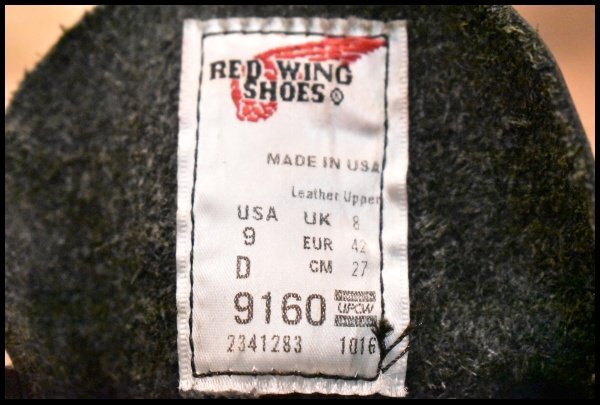 RED WING
SHOES®
MADE IN USA
Leather Upper
USA UK 8
9 EUR 42
D CM 27
9160 UPCW
2341283 1016